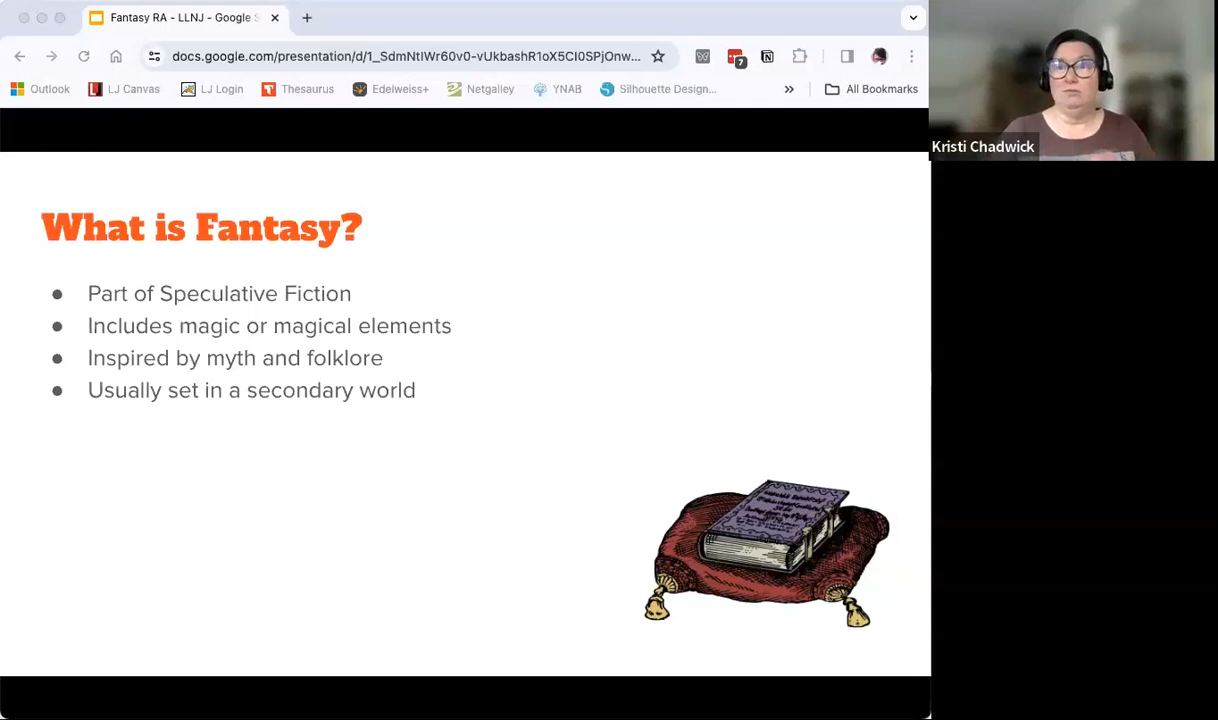 Fantasy RA - LLNJ - Google S
docs.google.com/presentation/d/1_SdmNtlWr60v0-vUkbashR1oX5CI0SPjOnw...
7
Outlook
LJ Canvas
LJ Login
Thesaurus
Edelweiss+
Netgalley
YNAB
Silhouette Design...
»
All Bookmarks
Kristi Chadwick
What is Fantasy?
● Part of Speculative Fiction
● Includes magic or magical elements
● Inspired by myth and folklore
● Usually set in a secondary world